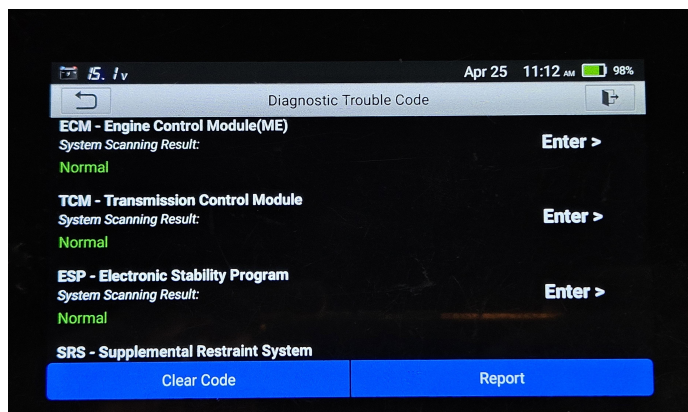 15.1v
Apr 25 11:12 AM 98%
Diagnostic Trouble Code
ECM - Engine Control Module(ME)
System Scanning Result:
Enter >
Normal
TCM - Transmission Control Module
System Scanning Result:
Enter >
Normal
ESP - Electronic Stability Program
System Scanning Result:
Enter >
Normal
SRS - Supplemental Restraint System
Clear Code
Report